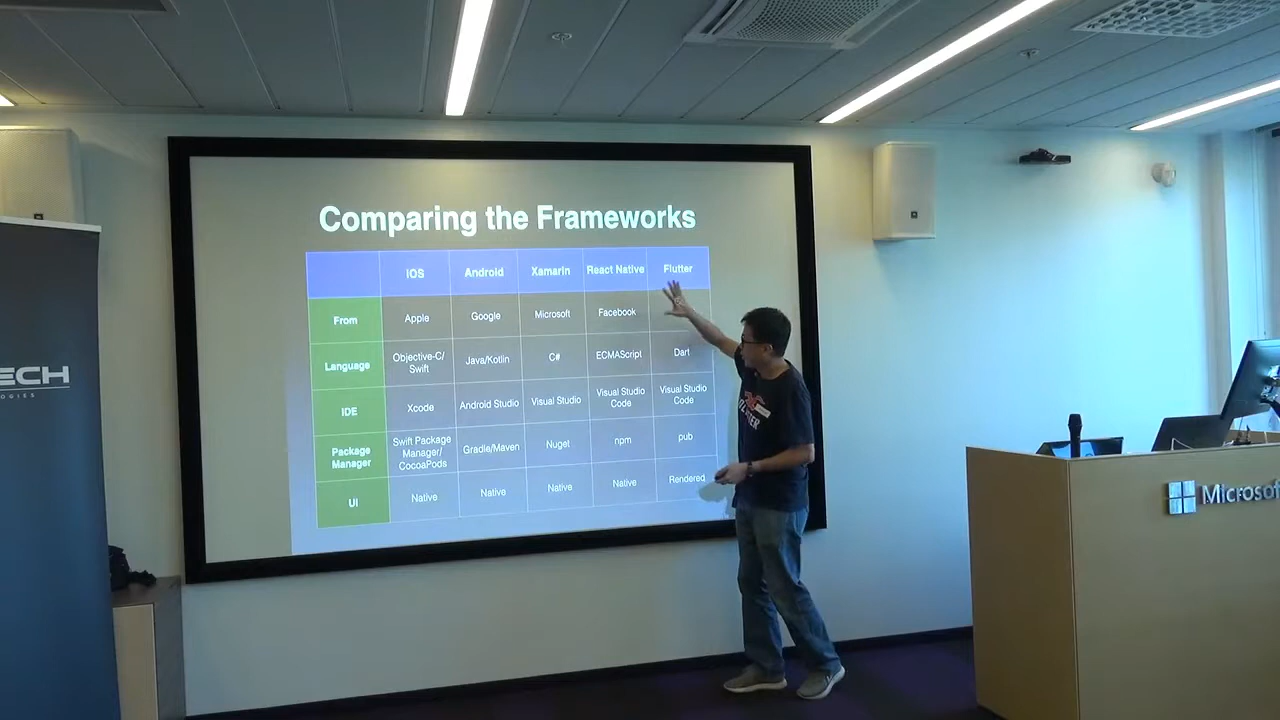 Comparing the Frameworks
iOS Android Xamarin React Native Flutter
From Apple Google Microsoft Facebook
Language Objective-C/ Swift Java/Kotlin C# ECMAScript Dart
IDE Xcode Android Studio Visual Studio Visual Studio Code Visual Studio Code
Package Manager Swift Package Manager/ CocoaPods Gradle/Maven Nuget npm pub
UI Native Native Native Native Rendered
ECH
OGIES
Microsof